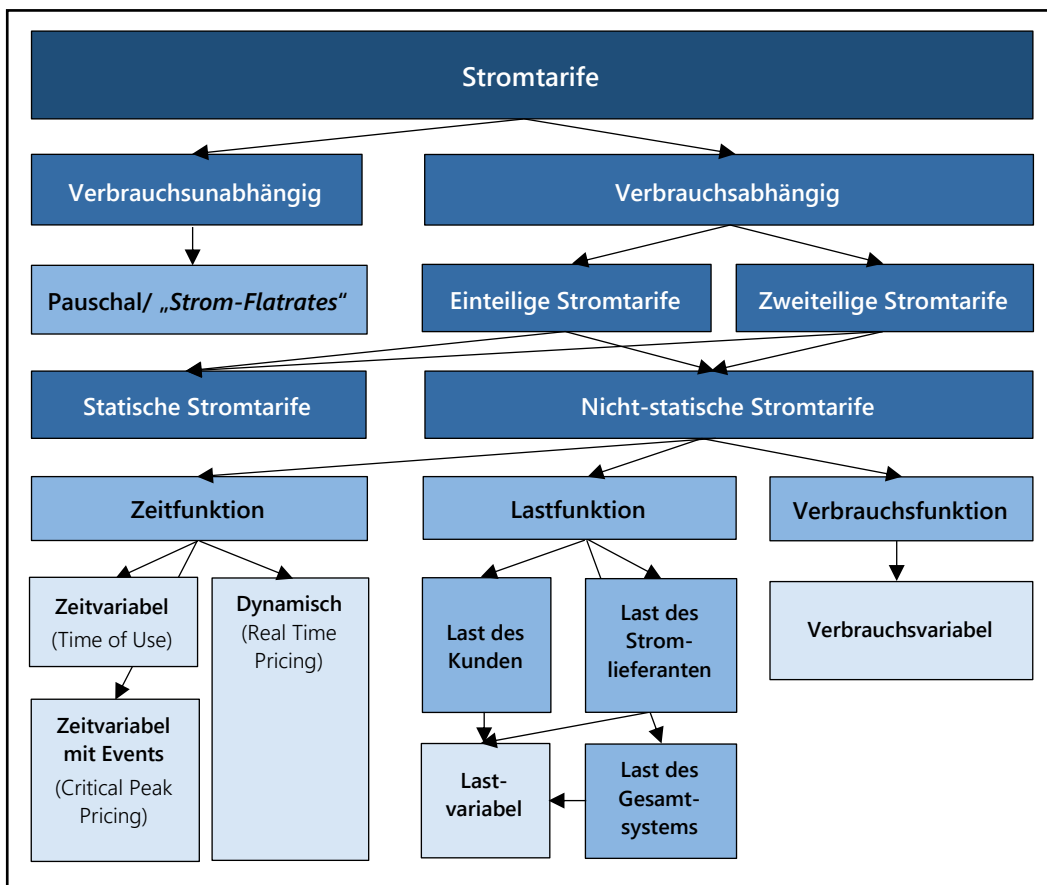 Stromtarife
Verbrauchsunabhängig
Verbrauchsabhängig
Pauschal/ „Strom-Flatrates“
Einteilige Stromtarife
Zweiteilige Stromtarife
Statische Stromtarife
Nicht-statische Stromtarife
Zeitfunktion
Lastfunktion
Verbrauchsfunktion
Zeitvariabel
(Time of Use)
Dynamisch
(Real Time
Pricing)
Last des
Kunden
Last des
Strom-
lieferanten
Verbrauchsvariabel
Zeitvariabel
mit Events
(Critical Peak
Pricing)
Last-
variabel
Last des
Gesamt-
systems